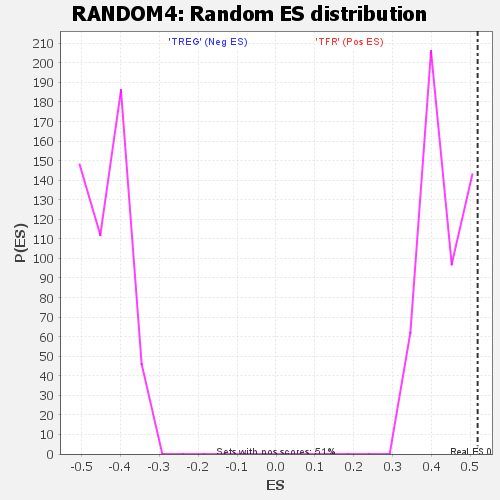 RANDOM4: Random ES distribution
'TREG' (Neg ES)
'TFR' (Pos ES)
210
200
190
180
170
160
150
140
130
120
110
100
90
80
70
60
50
40
30
20
10
0
P(ES)
Sets with pos scores: 51%
Real ES 0
-0.5 -0.4 -0.3 -0.2 -0.1 0.0 0.1 0.2 0.3 0.4 0.5
ES